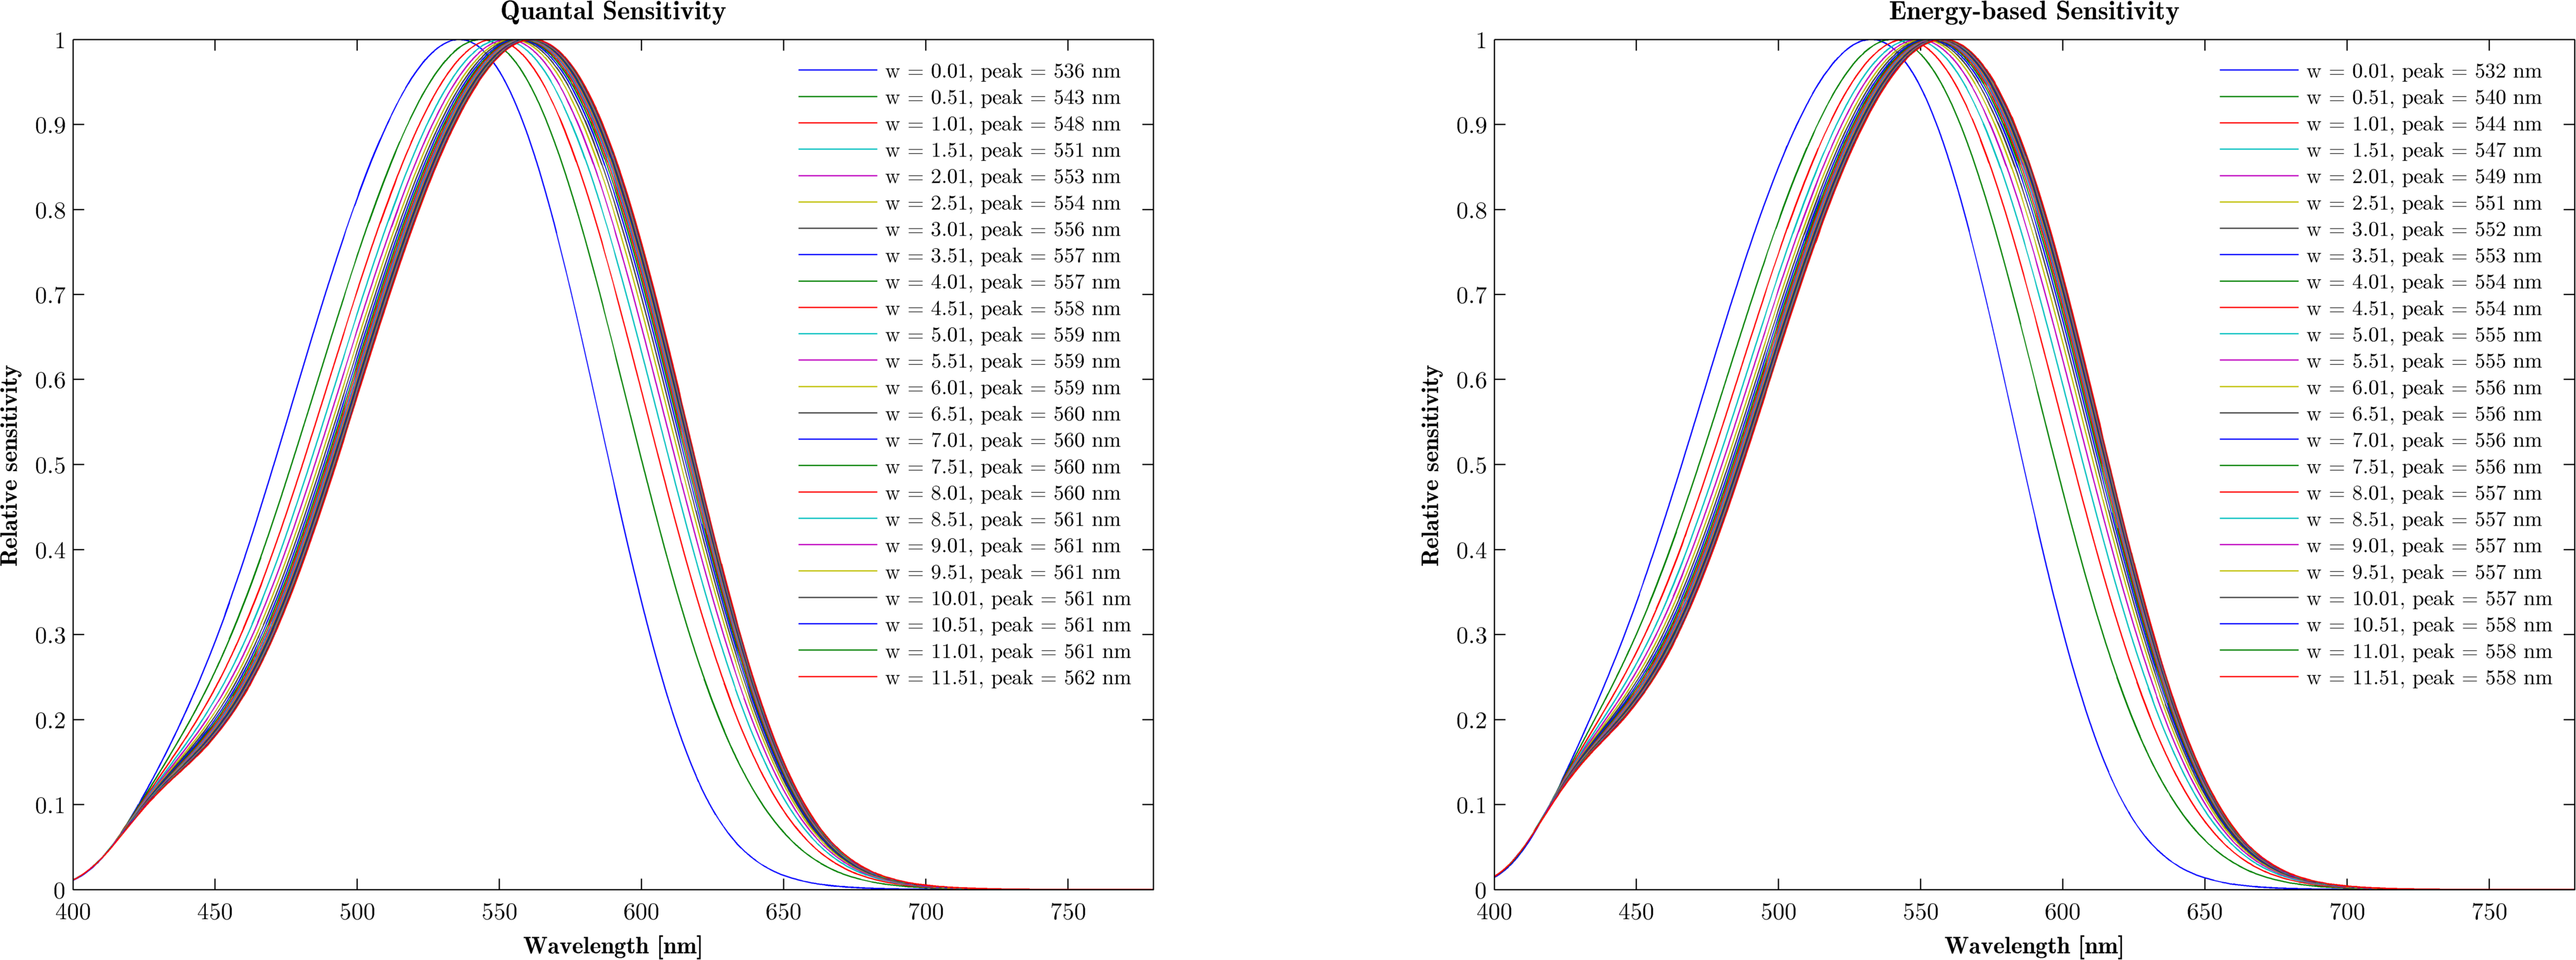 Quantal Sensitivity
1
0.9
0.8
0.7
0.6
0.5
0.4
0.3
0.2
0.1
0
Relative sensitivity
400 450 500 550 600 650 700 750
Wavelength [nm]
w = 0.01, peak = 536 nm
w = 0.51, peak = 543 nm
w = 1.01, peak = 548 nm
w = 1.51, peak = 551 nm
w = 2.01, peak = 553 nm
w = 2.51, peak = 554 nm
w = 3.01, peak = 556 nm
w = 3.51, peak = 557 nm
w = 4.01, peak = 557 nm
w = 4.51, peak = 558 nm
w = 5.01, peak = 559 nm
w = 5.51, peak = 559 nm
w = 6.01, peak = 559 nm
w = 6.51, peak = 560 nm
w = 7.01, peak = 560 nm
w = 7.51, peak = 560 nm
w = 8.01, peak = 560 nm
w = 8.51, peak = 561 nm
w = 9.01, peak = 561 nm
w = 9.51, peak = 561 nm
w = 10.01, peak = 561 nm
w = 10.51, peak = 561 nm
w = 11.01, peak = 561 nm
w = 11.51, peak = 562 nm
Energy-based Sensitivity
1
0.9
0.8
0.7
0.6
0.5
0.4
0.3
0.2
0.1
0
Relative sensitivity
400 450 500 550 600 650 700 750
Wavelength [nm]
w = 0.01, peak = 532 nm
w = 0.51, peak = 540 nm
w = 1.01, peak = 544 nm
w = 1.51, peak = 547 nm
w = 2.01, peak = 549 nm
w = 2.51, peak = 551 nm
w = 3.01, peak = 552 nm
w = 3.51, peak = 553 nm
w = 4.01, peak = 554 nm
w = 4.51, peak = 554 nm
w = 5.01, peak = 555 nm
w = 5.51, peak = 555 nm
w = 6.01, peak = 556 nm
w = 6.51, peak = 556 nm
w = 7.01, peak = 556 nm
w = 7.51, peak = 556 nm
w = 8.01, peak = 557 nm
w = 8.51, peak = 557 nm
w = 9.01, peak = 557 nm
w = 9.51, peak = 557 nm
w = 10.01, peak = 557 nm
w = 10.51, peak = 558 nm
w = 11.01, peak = 558 nm
w = 11.51, peak = 558 nm